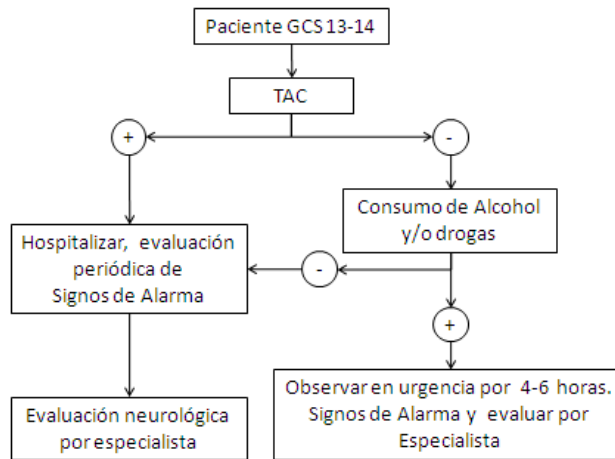 Paciente GCS 13-14
TAC
+
-
Consumo de Alcohol
y/o drogas
Hospitalizar, evaluación
periódica de
Signos de Alarma
-
+
Evaluación neurológica
por especialista
Observar en urgencia por 4-6 horas.
Signos de Alarma y evaluar por
Especialista